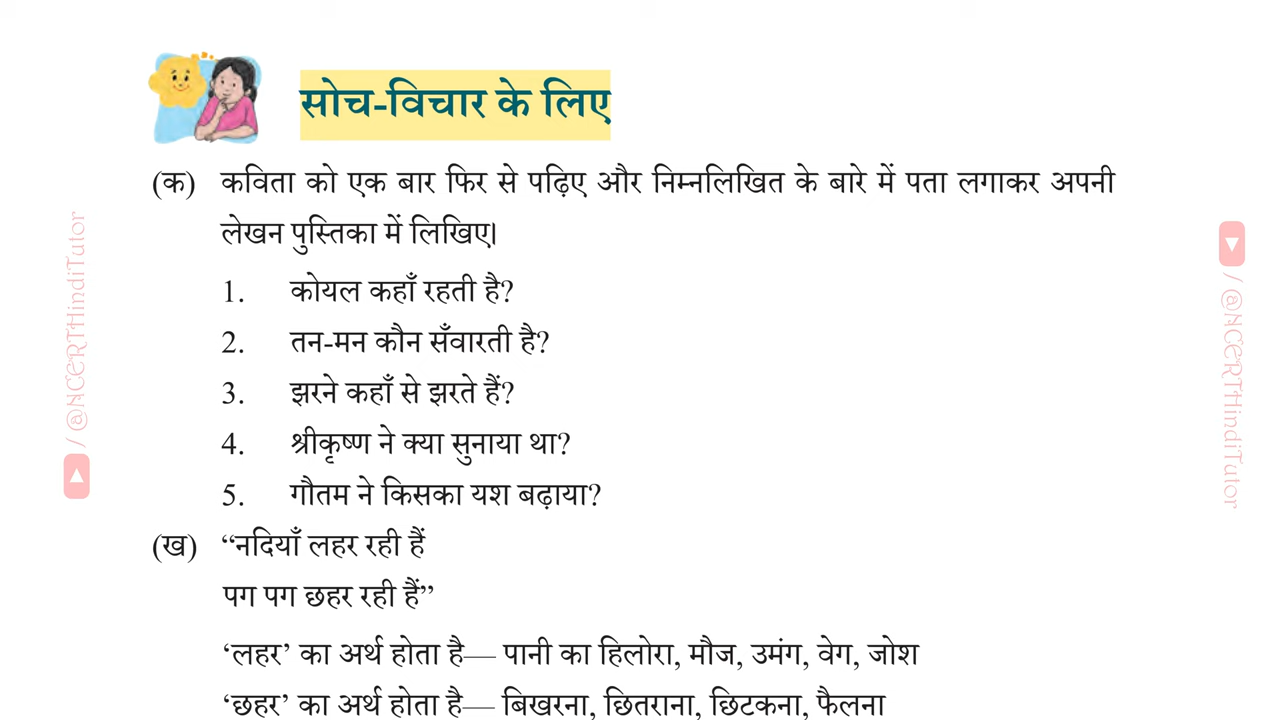 सोच-विचार के लिए
(क) कविता को एक बार फिर से पढ़िए और निम्नलिखित के बारे में पता लगाकर अपनी
लेखन पुस्तिका में लिखिए।
1. कोयल कहाँ रहती है?
2. तन-मन कौन सँवारती है?
3. झरने कहाँ से झरते हैं?
4. श्रीकृष्ण ने क्या सुनाया था?
5. गौतम ने किसका यश बढ़ाया?
(ख) “नदियाँ लहर रही हैं
पग पग छहर रही हैं”
‘लहर’ का अर्थ होता है— पानी का हिलोरा, मौज, उमंग, वेग, जोश
‘छहर’ का अर्थ होता है— बिखरना, छितराना, छिटकना, फैलना
/ @NCERTHindiTutor
/ @NCERTHindiTutor